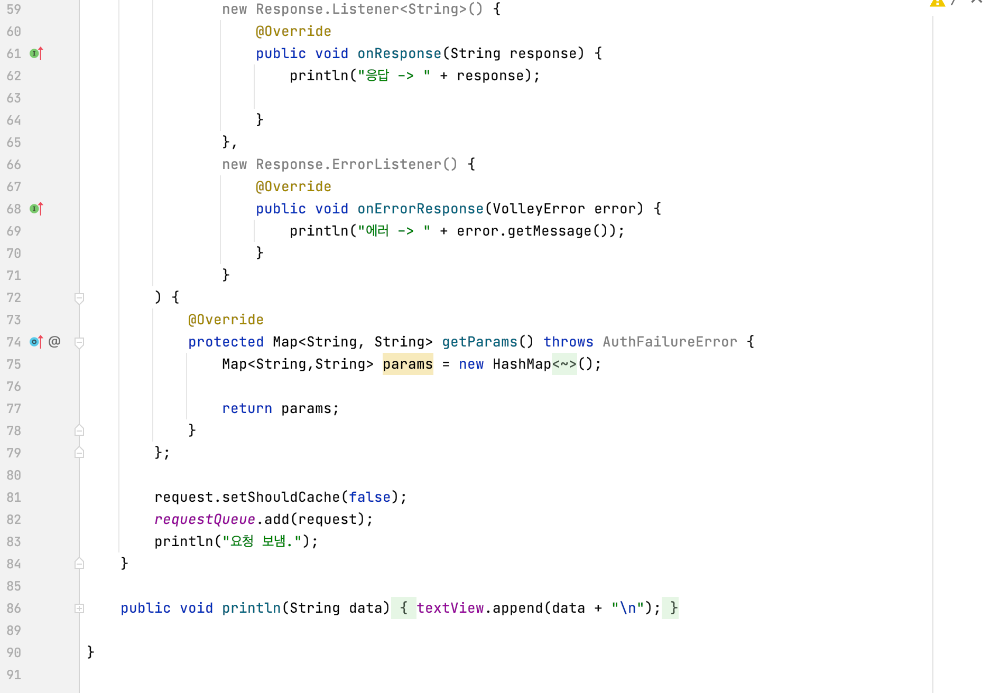 59 new Response.Listener<String>() {
60 @Override
61 public void onResponse(String response) {
62 println("응답 -> " + response);
63
64 }
65 },
66 new Response.ErrorListener() {
67 @Override
68 public void onErrorResponse(VolleyError error) {
69 println("에러 -> " + error.getMessage());
70 }
71 }
72 ) {
73 @Override
74 @ protected Map<String, String> getParams() throws AuthFailureError {
75 Map<String,String> params = new HashMap<~>();
76
77 return params;
78 }
79 };
80
81 request.setShouldCache(false);
82 requestQueue.add(request);
83 println("요청 보냄.");
84 }
85
86 public void println(String data) { textView.append(data + "\n"); }
89
90 }
91